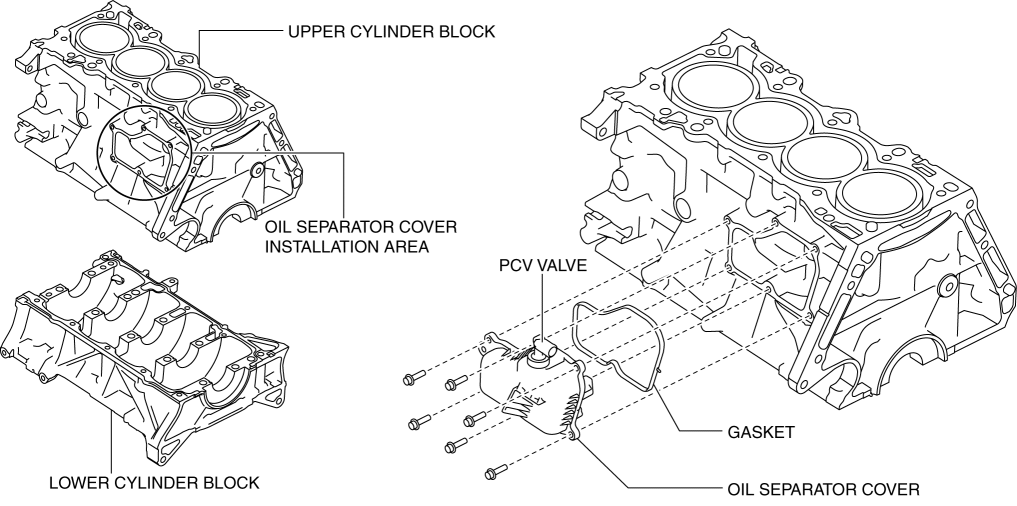 UPPER CYLINDER BLOCK
OIL SEPARATOR COVER
INSTALLATION AREA
PCV VALVE
GASKET
LOWER CYLINDER BLOCK
OIL SEPARATOR COVER